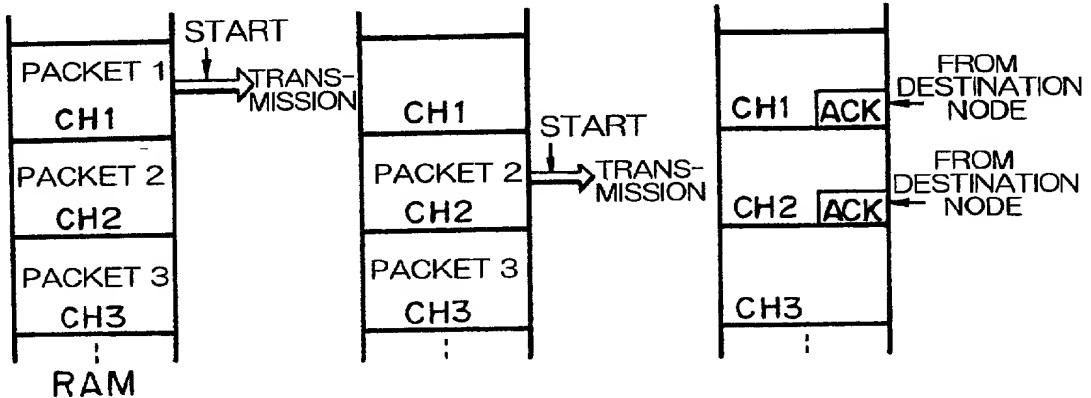 START
PACKET 1
TRANS-
MISSION
CH1
PACKET 2
CH2
PACKET 3
CH3
RAM
CH1
START
PACKET 2
TRANS-
MISSION
CH2
PACKET 3
CH3
FROM
DESTINATION
NODE
CH1 ACK
FROM
DESTINATION
NODE
CH2 ACK
CH3